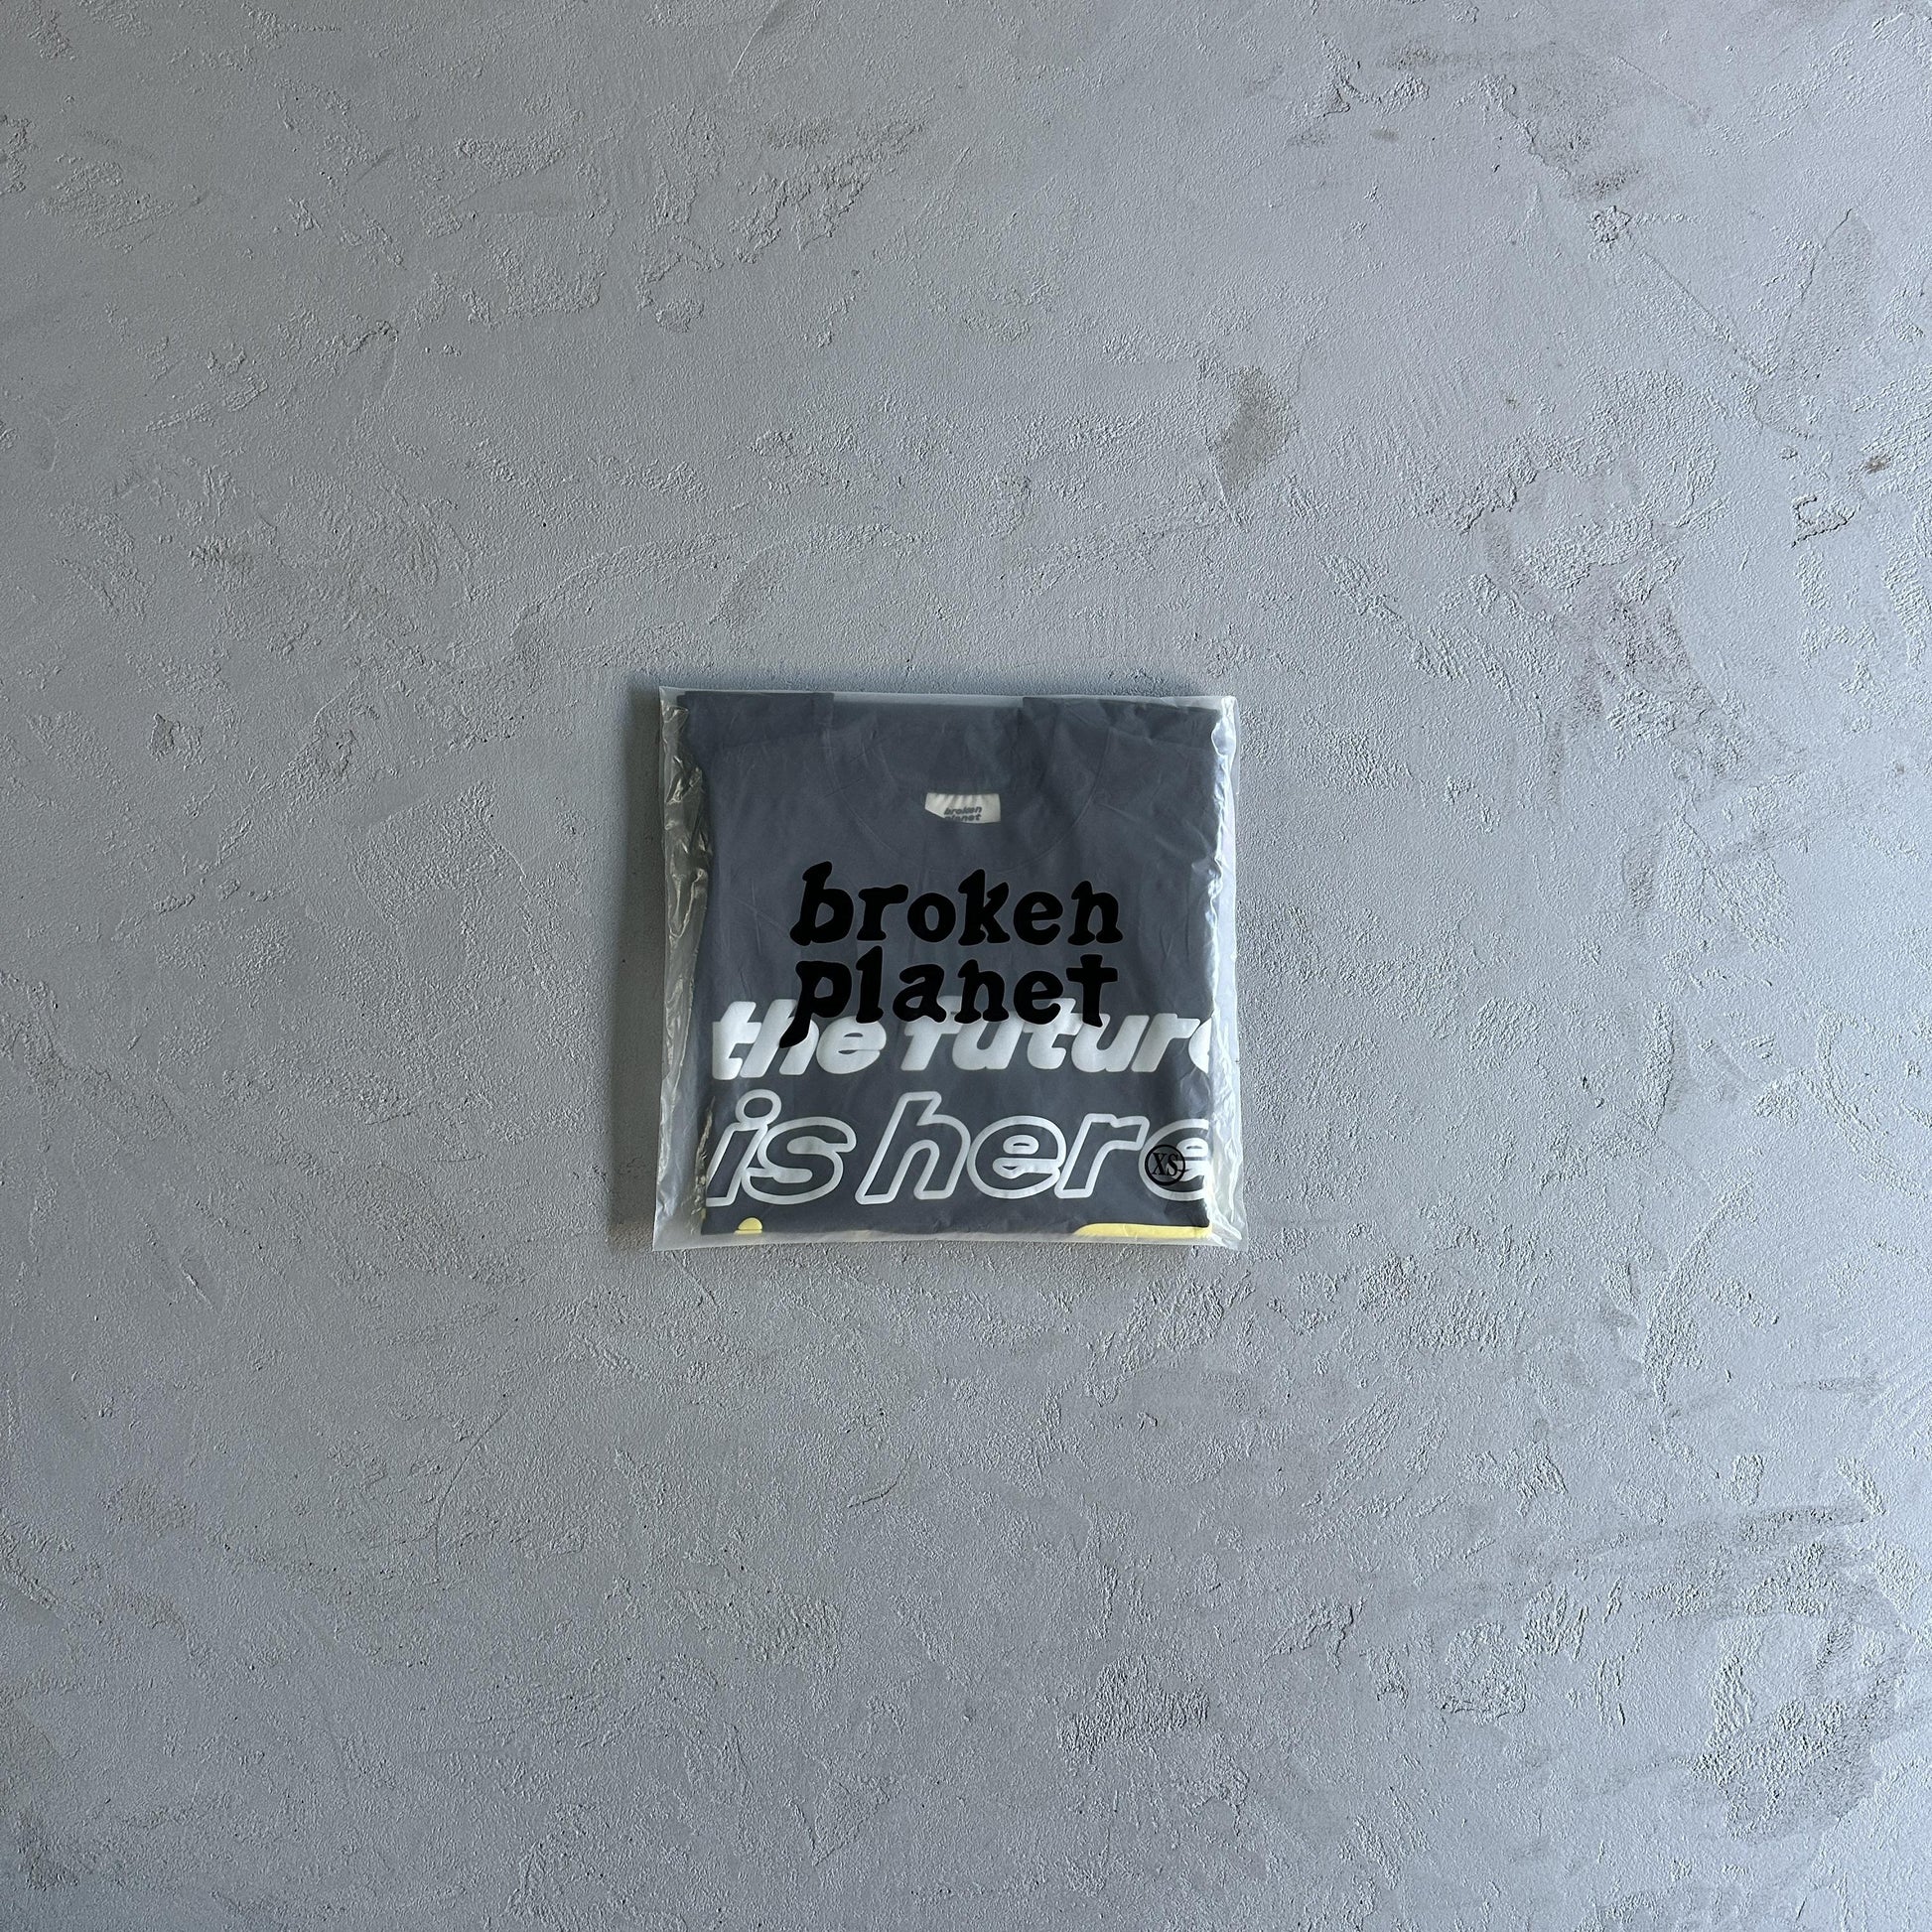 broken
planet
broken
planet
the future
is here
XS